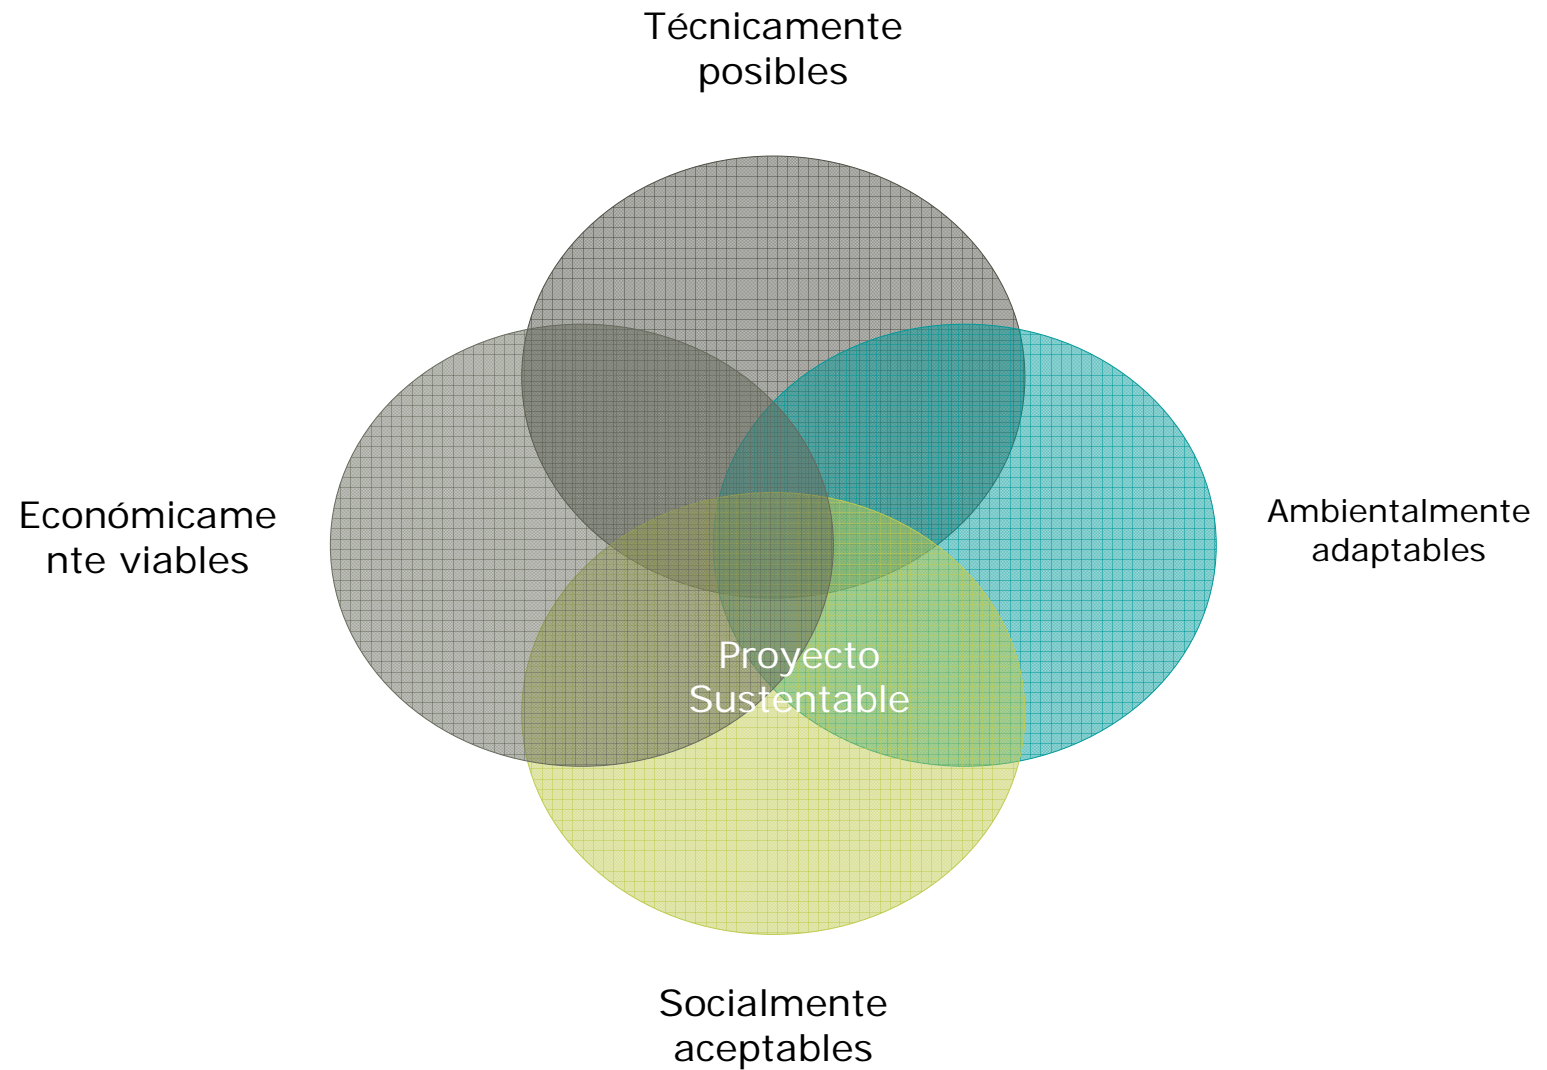 Técnicamente
posibles
Económicame
nte viables
Ambientalmente
adaptables
Proyecto
Sustentable
Socialmente
aceptables